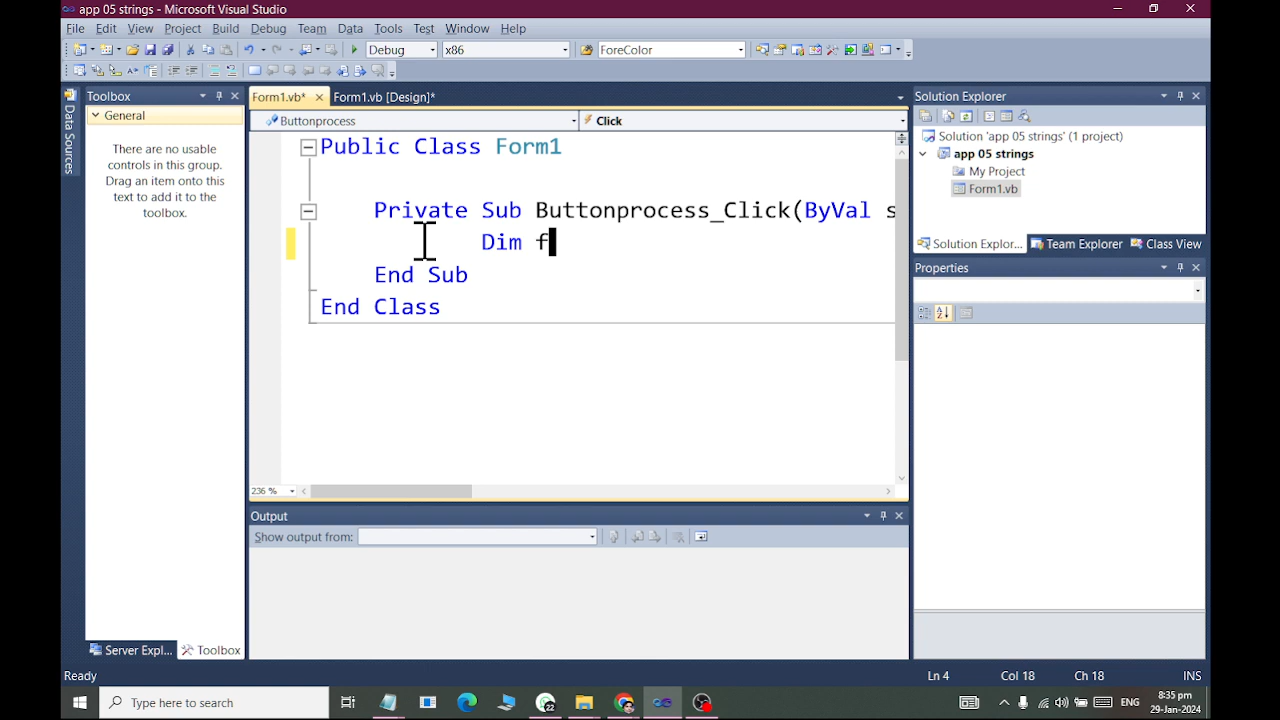 app 05 strings - Microsoft Visual Studio
File Edit View Project Build Debug Team Data Tools Test Window Help
Debug x86 ForeColor
Data Sources
Toolbox
General
There are no usable
controls in this group.
Drag an item onto this
text to add it to the
toolbox.
Server Expl... Toolbox
Form1.vb* Form1.vb [Design]*
Buttonprocess Click
Public Class Form1
Private Sub Buttonprocess_Click(ByVal s
Dim f
End Sub
End Class
236 %
Output
Show output from:
Solution Explorer
Solution 'app 05 strings' (1 project)
app 05 strings
My Project
Form1.vb
Solution Explor... Team Explorer Class View
Properties
Ready Ln 4 Col 18 Ch 18 INS
Type here to search
22
ENG
8:35 pm
29-Jan-2024